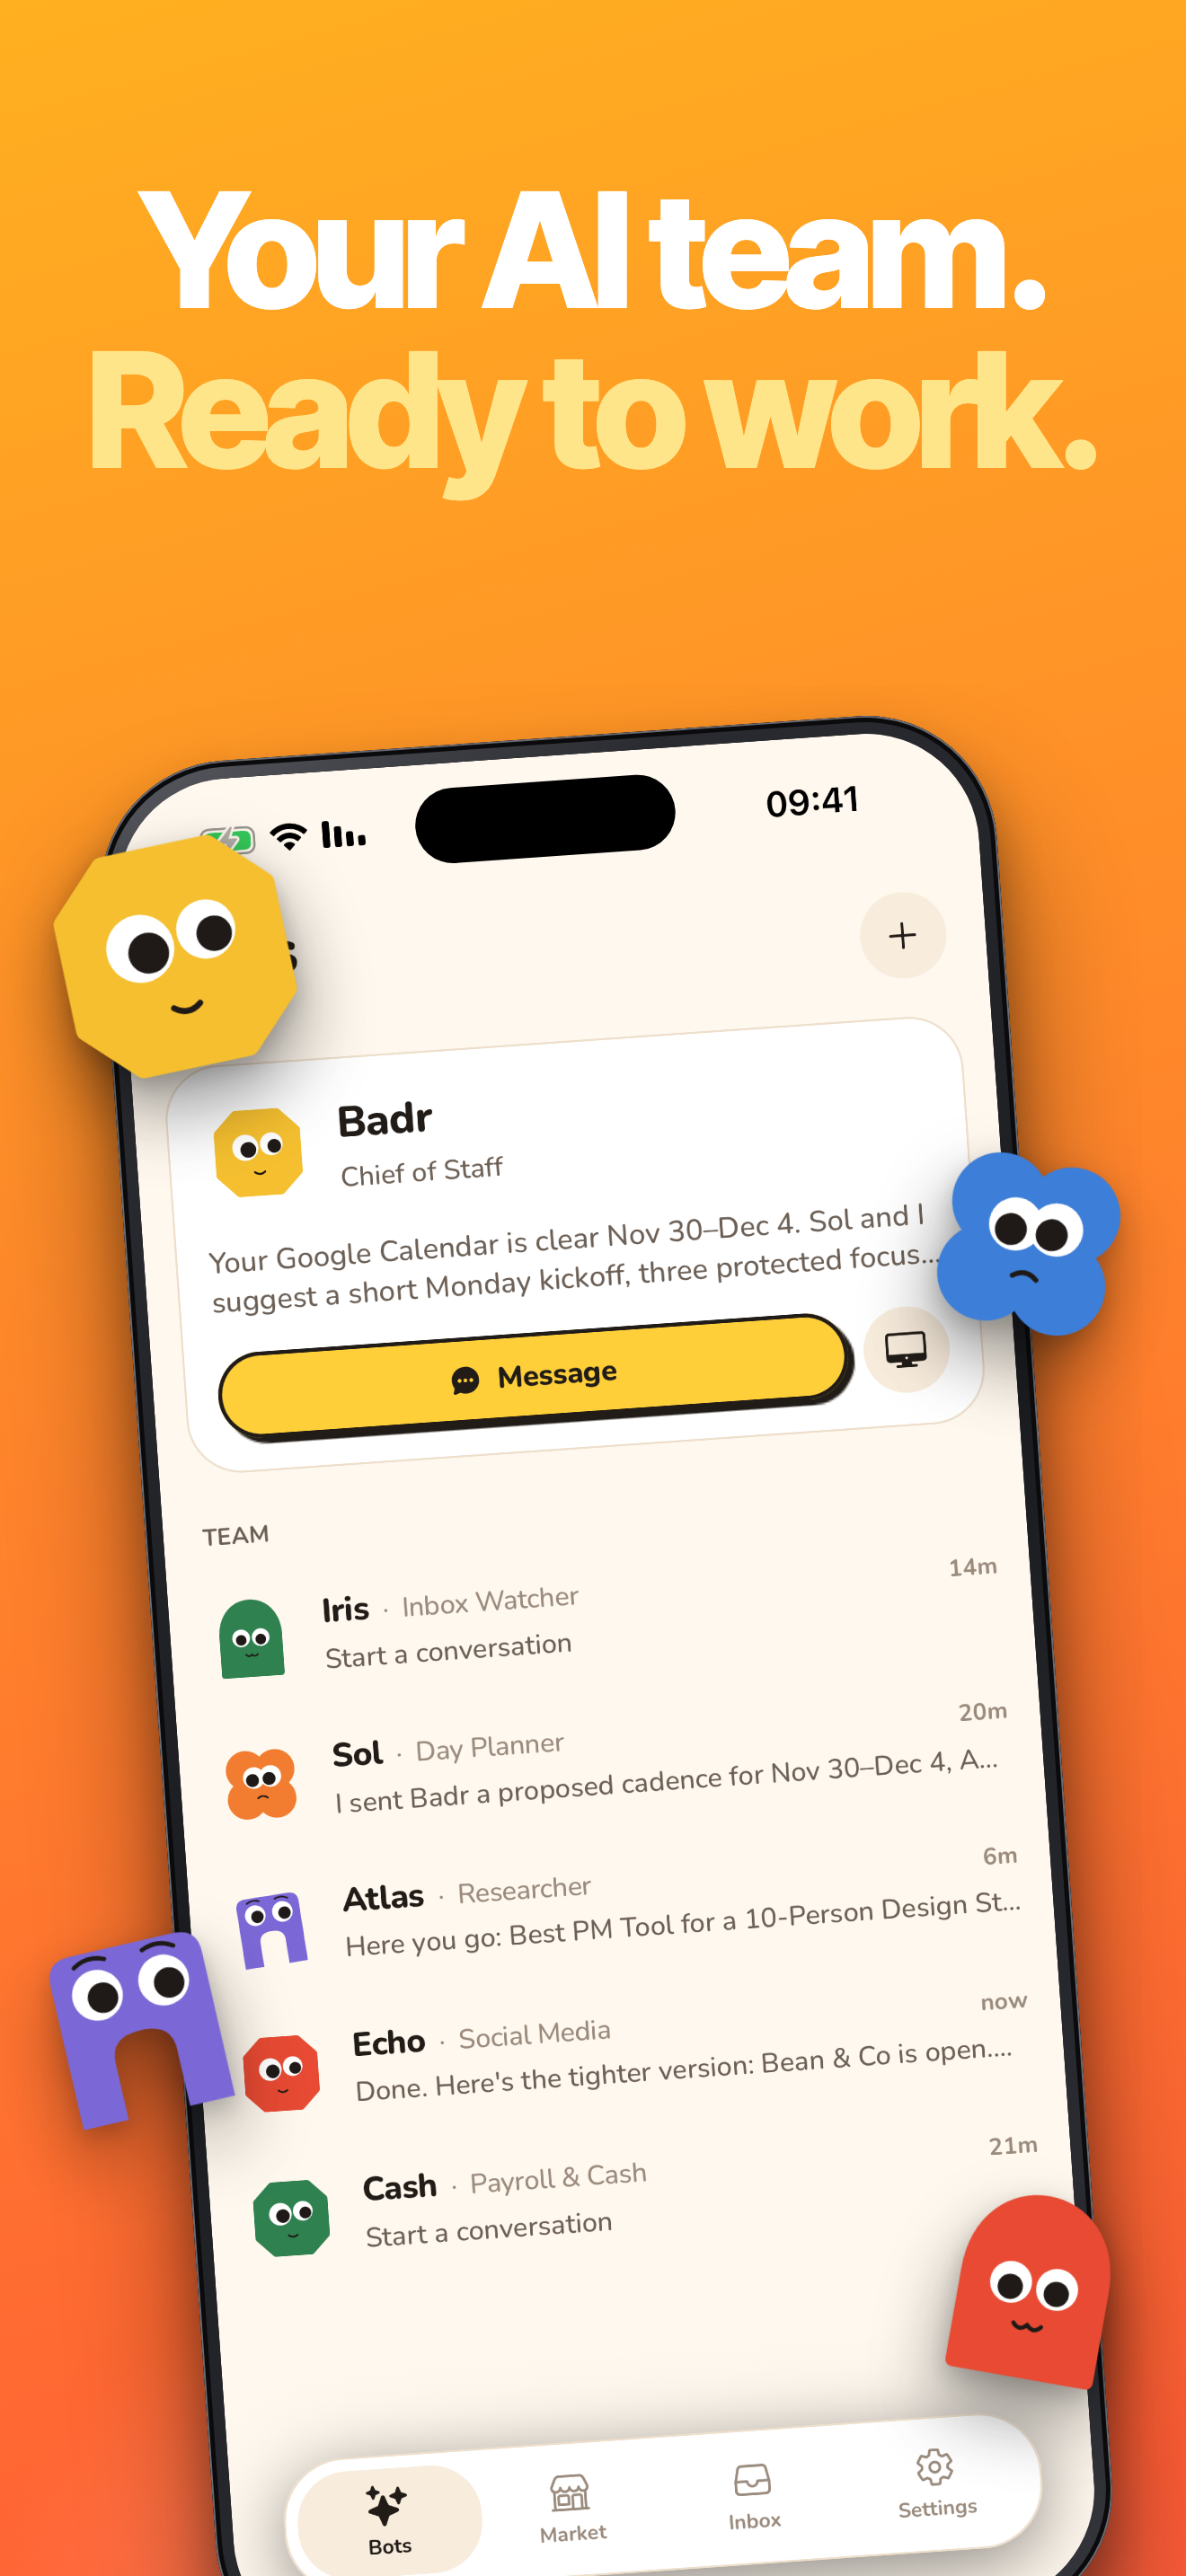 Your AI team.
Ready to work.
09:41
Badr
Chief of Staff
Your Google Calendar is clear Nov 30–Dec 4. Sol and I
suggest a short Monday kickoff, three protected focus...
Message
TEAM
Iris · Inbox Watcher
14m
Start a conversation
Sol · Day Planner
20m
I sent Badr a proposed cadence for Nov 30–Dec 4, A...
Atlas · Researcher
6m
Here you go: Best PM Tool for a 10-Person Design St...
Echo · Social Media
now
Done. Here's the tighter version: Bean & Co is open....
Cash · Payroll & Cash
21m
Start a conversation
Bots
Market
Inbox
Settings